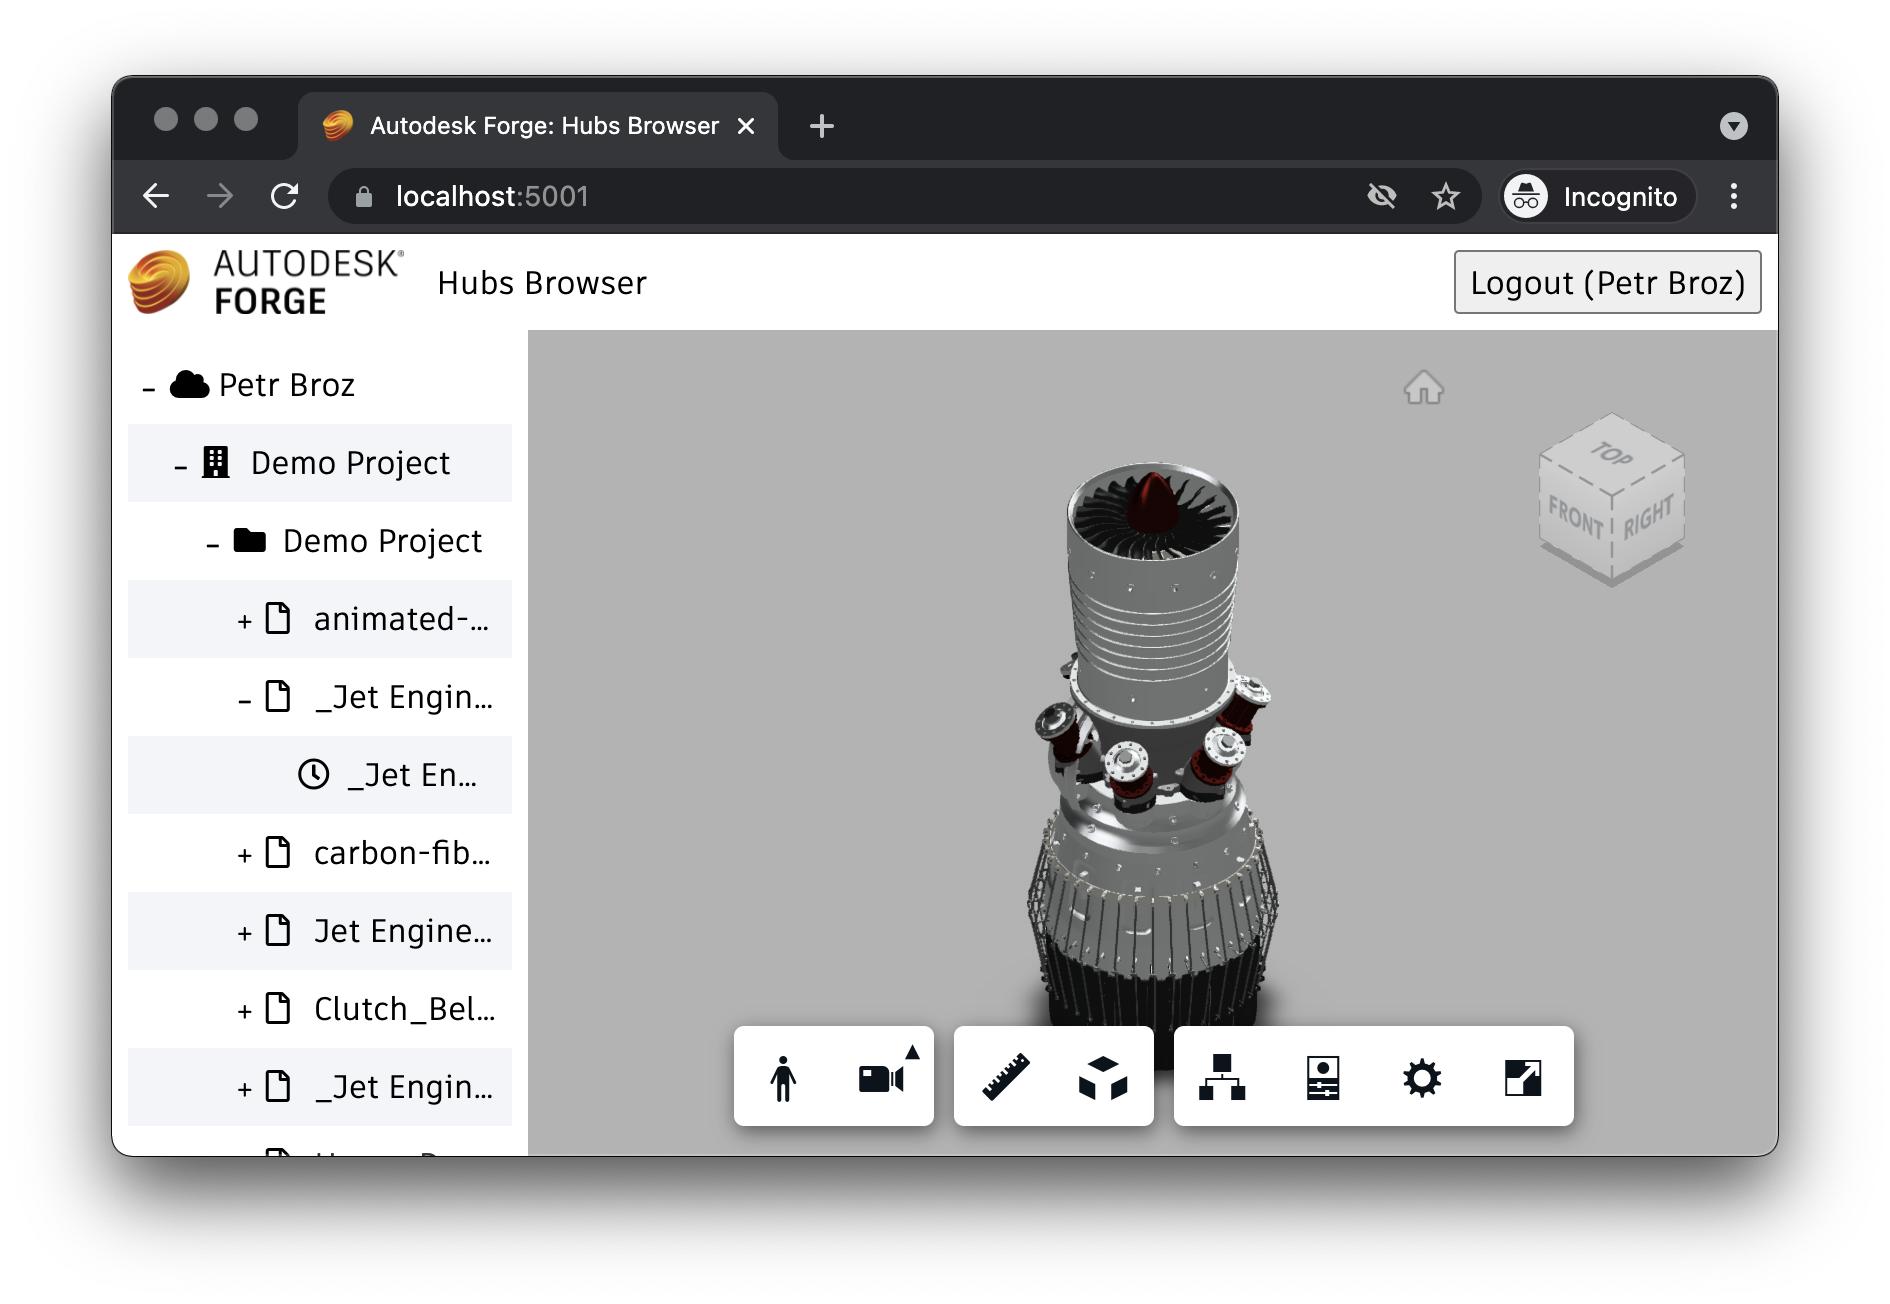 Autodesk Forge: Hubs Browser
localhost:5001
Incognito
AUTODESK®
FORGE
Hubs Browser
Logout (Petr Broz)
Petr Broz
Demo Project
Demo Project
animated-...
_Jet Engin...
_Jet En...
carbon-fib...
Jet Engine...
Clutch_Bel...
_Jet Engin...
TOP
FRONT
RIGHT